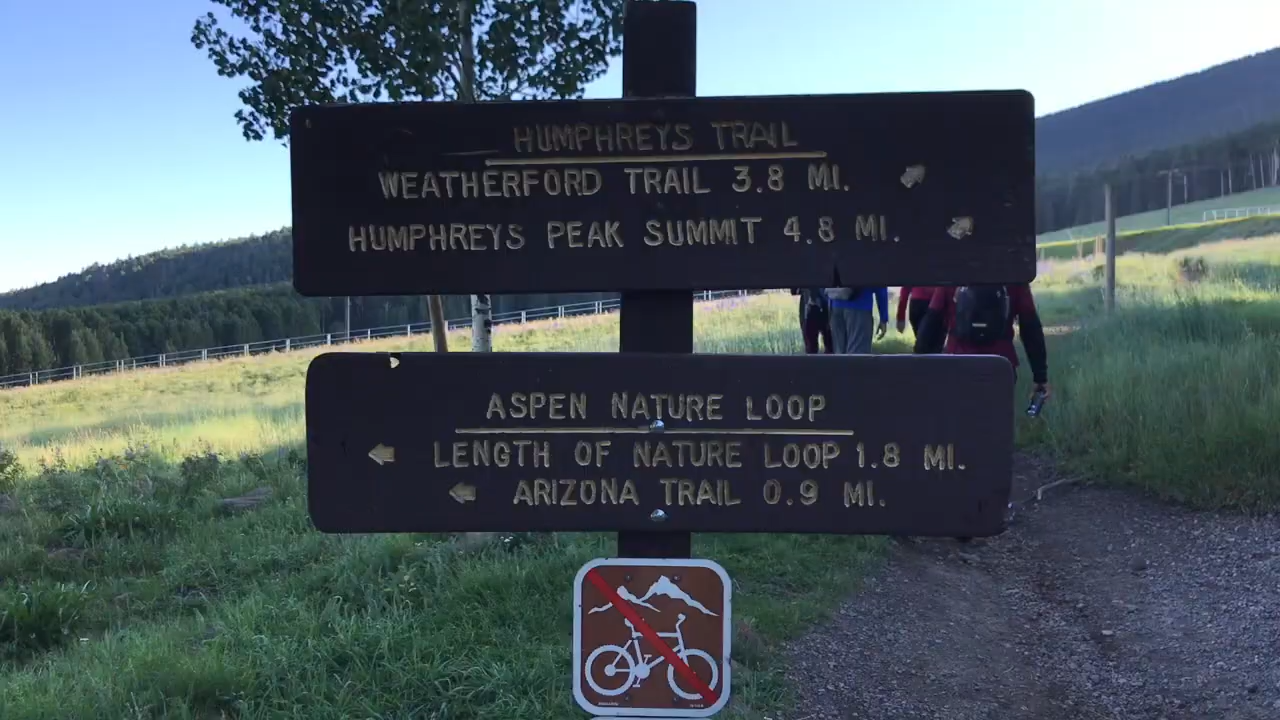 HUMPHREYS TRAIL
WEATHERFORD TRAIL 3.8 MI.
HUMPHREYS PEAK SUMMIT 4.8 MI.
ASPEN NATURE LOOP
LENGTH OF NATURE LOOP 1.8 MI.
ARIZONA TRAIL 0.9 MI.